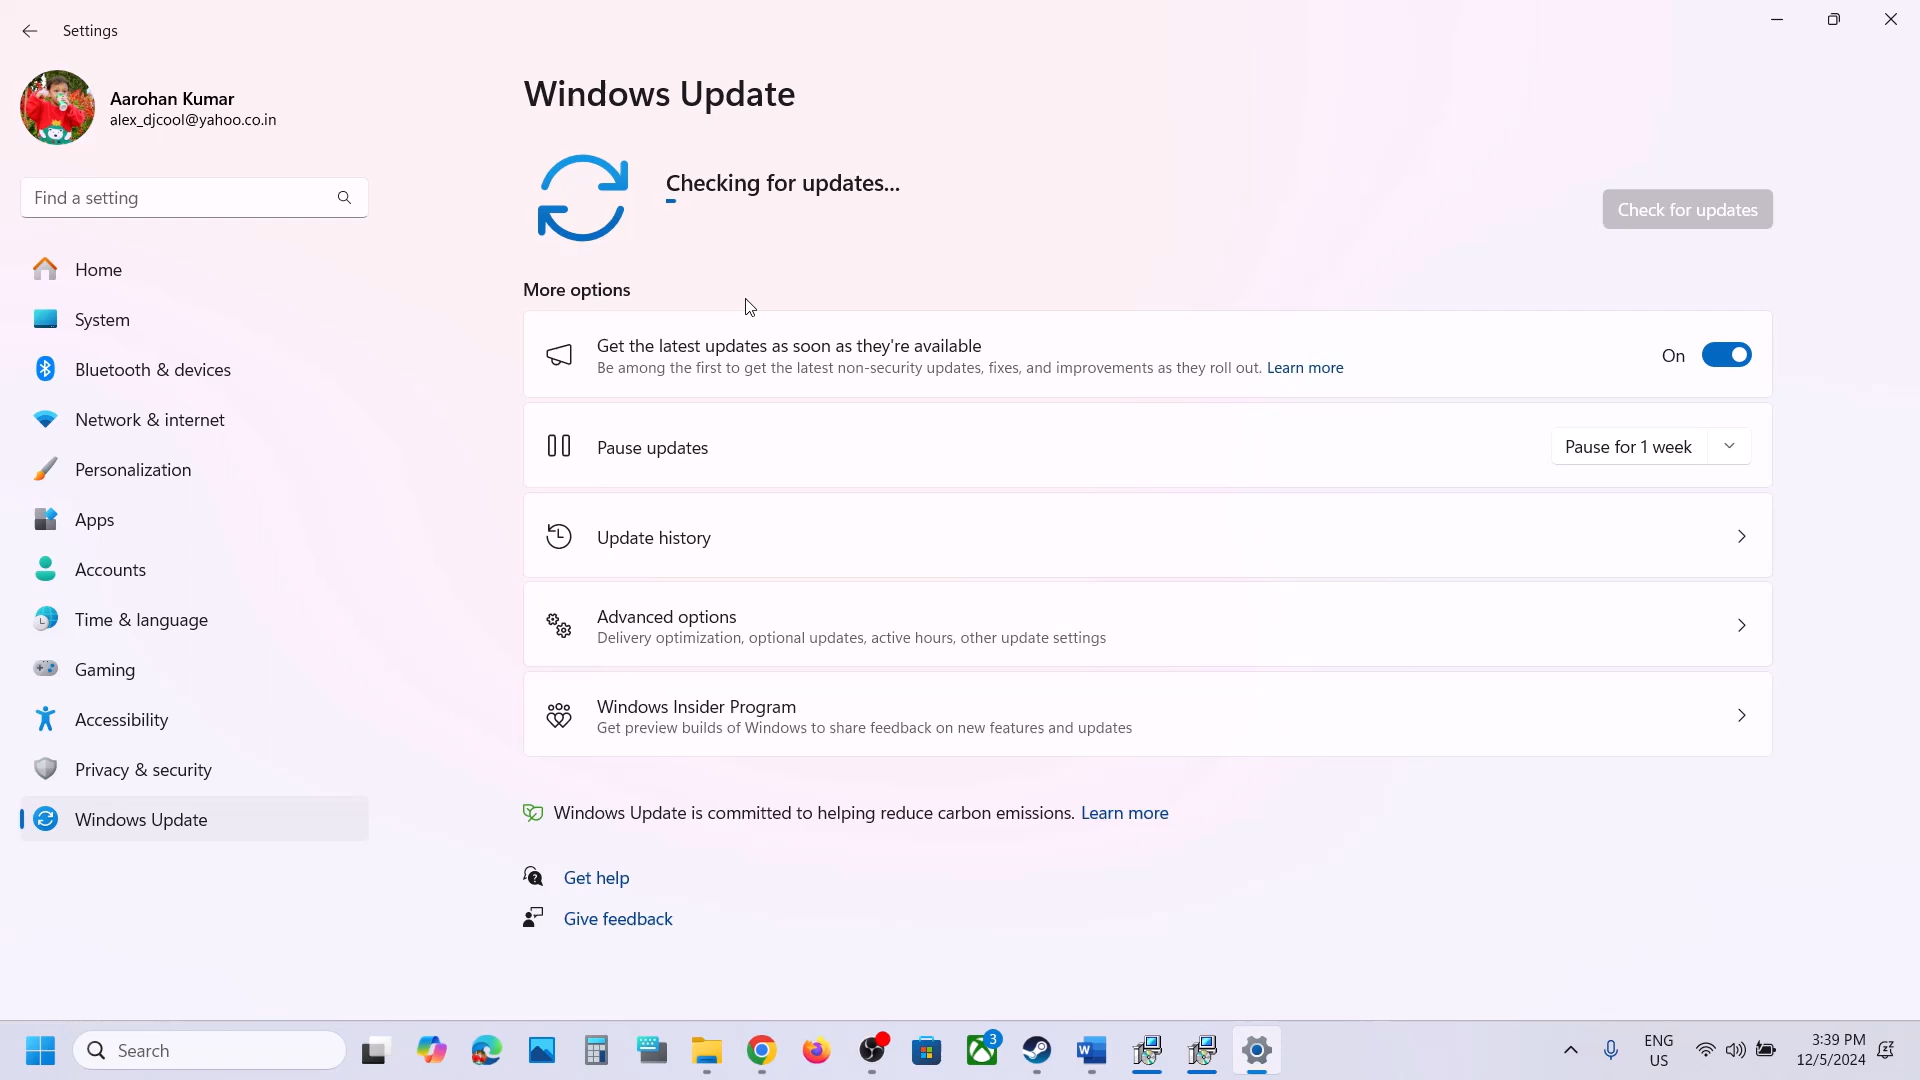 Settings
Aarohan Kumar
alex_djcool@yahoo.co.in
Find a setting
Home
System
Bluetooth & devices
Network & internet
Personalization
Apps
Accounts
Time & language
Gaming
Accessibility
Privacy & security
Windows Update
Windows Update
Checking for updates...
Check for updates
More options
Get the latest updates as soon as they're available
Be among the first to get the latest non-security updates, fixes, and improvements as they roll out. Learn more
On
Pause updates
Pause for 1 week
Update history
Advanced options
Delivery optimization, optional updates, active hours, other update settings
Windows Insider Program
Get preview builds of Windows to share feedback on new features and updates
Windows Update is committed to helping reduce carbon emissions. Learn more
Get help
Give feedback
Search
3
ENG
US
3:39 PM
12/5/2024